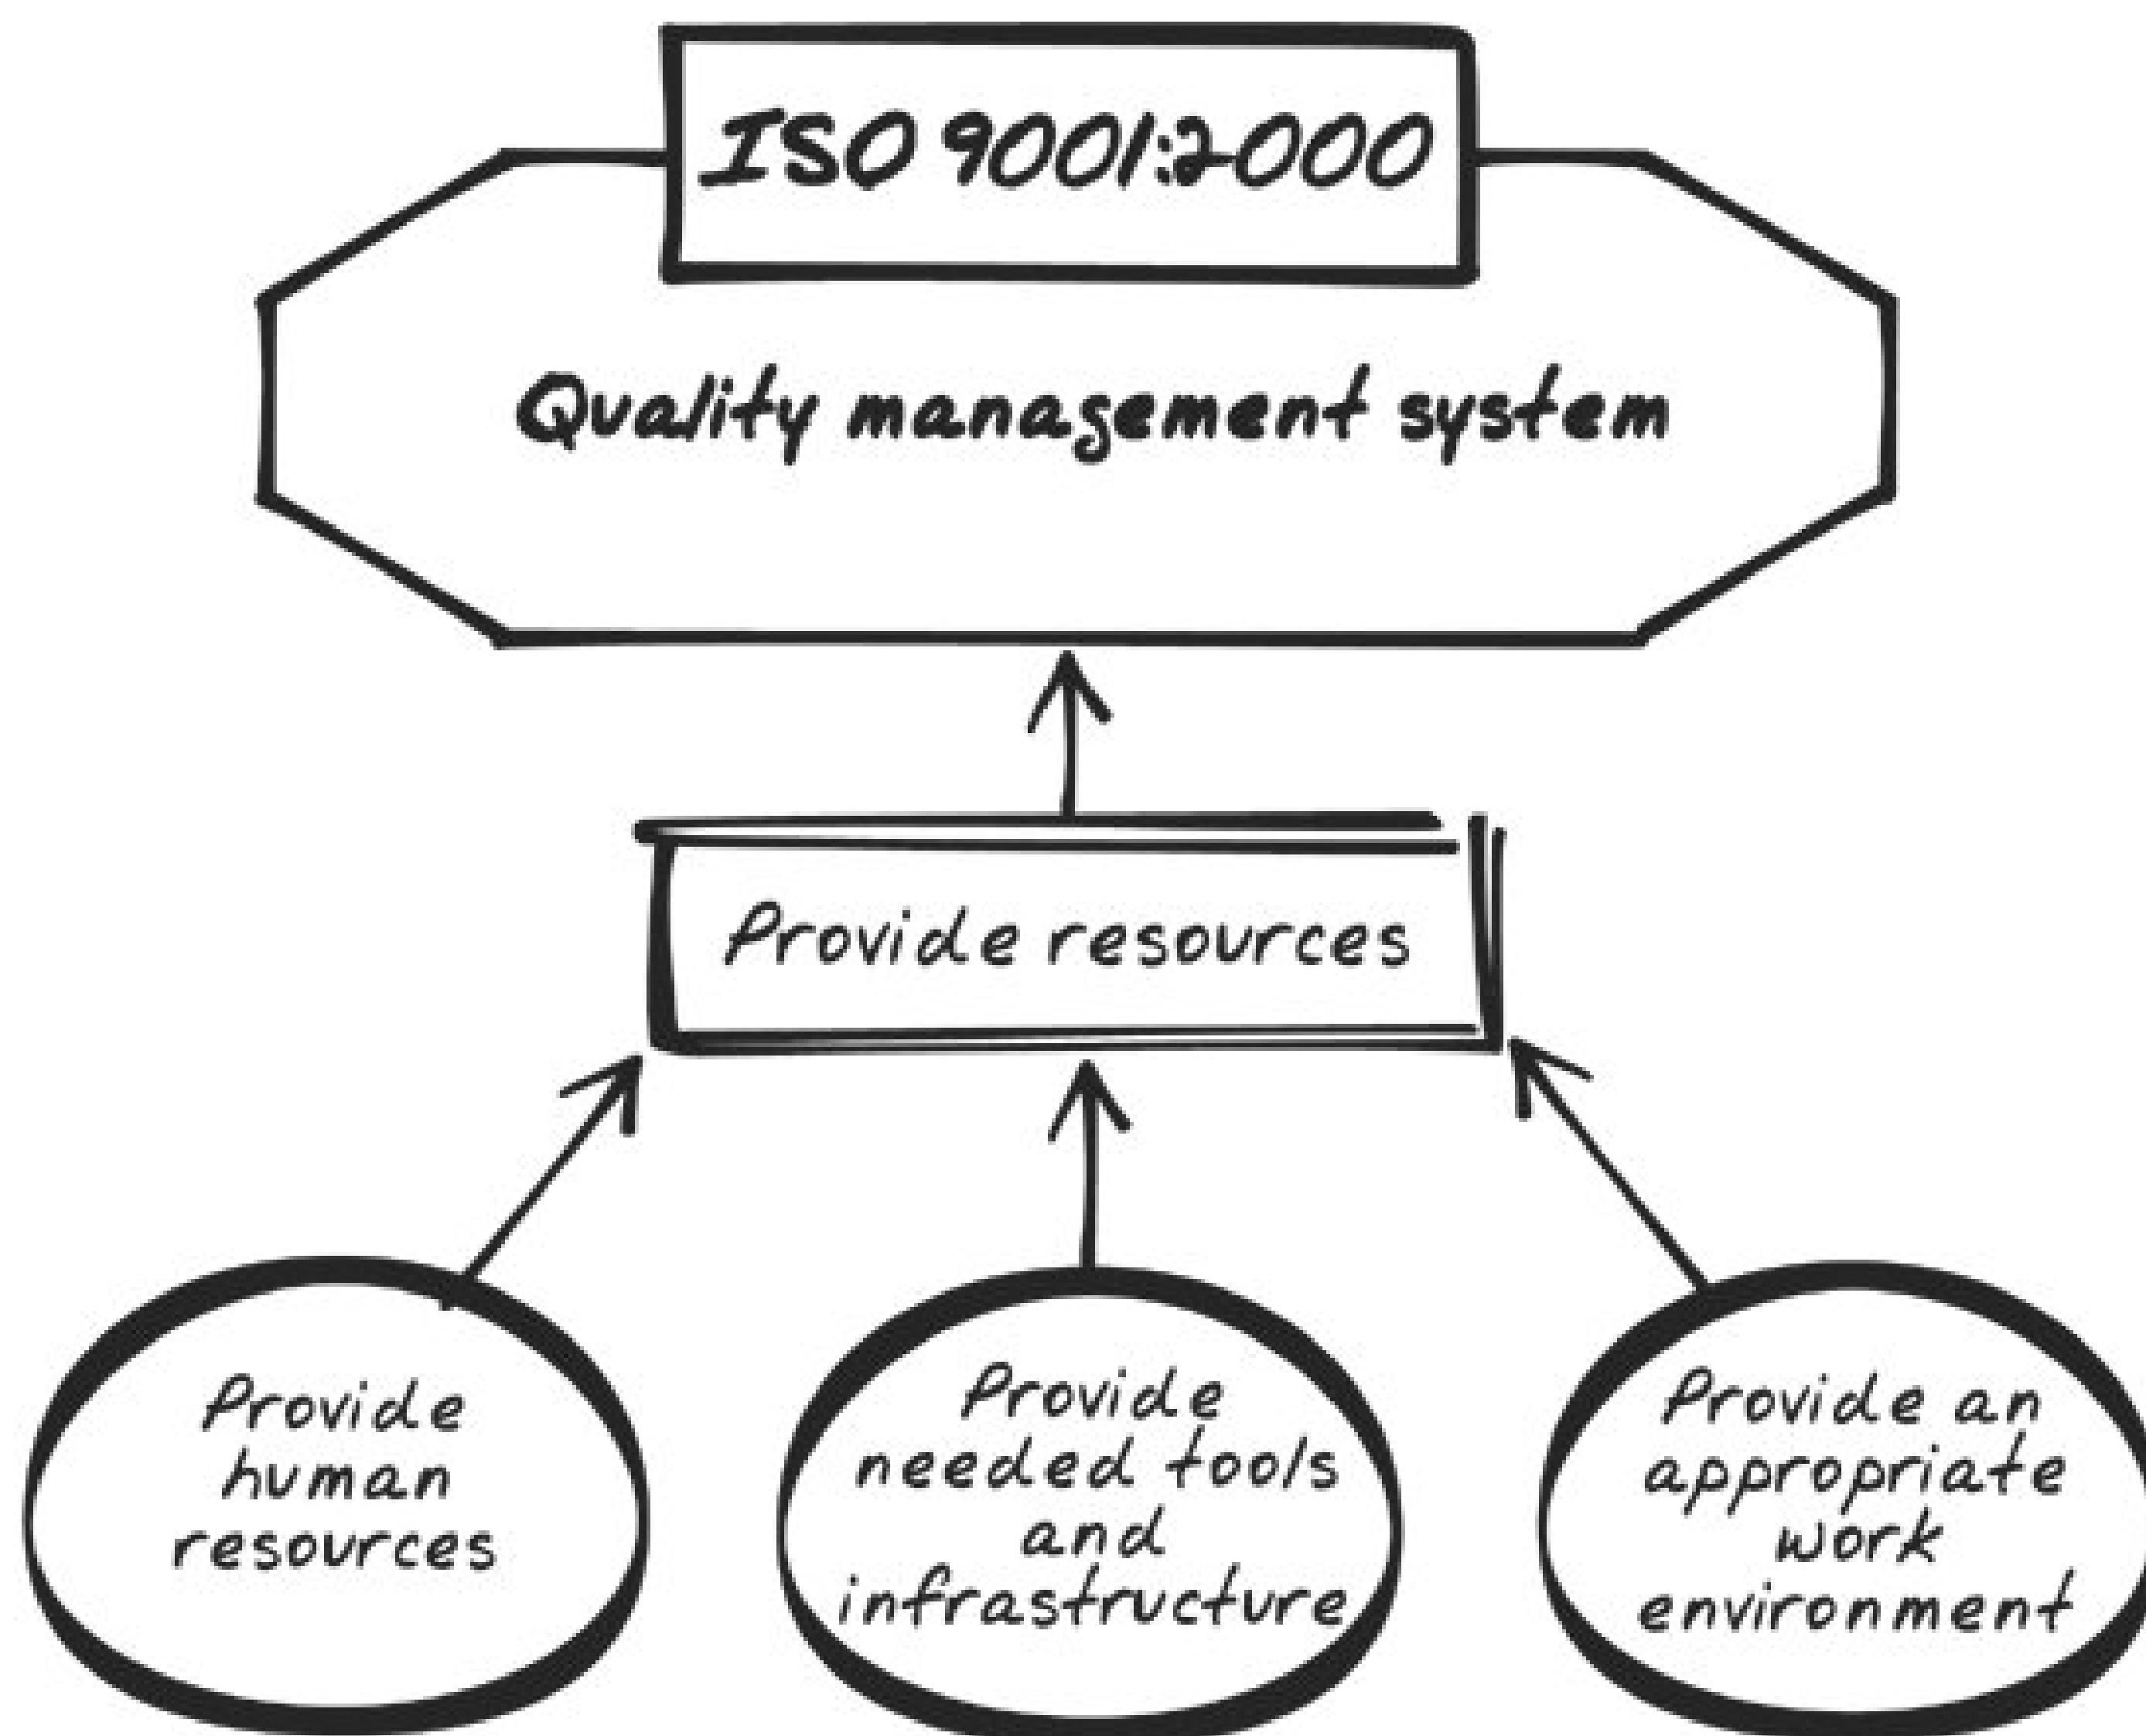 ISO 9001:2000
Quality management system
Provide resources
Provide
human
resources
Provide
needed tools
and
infrastructure
Provide an
appropriate
work
environment